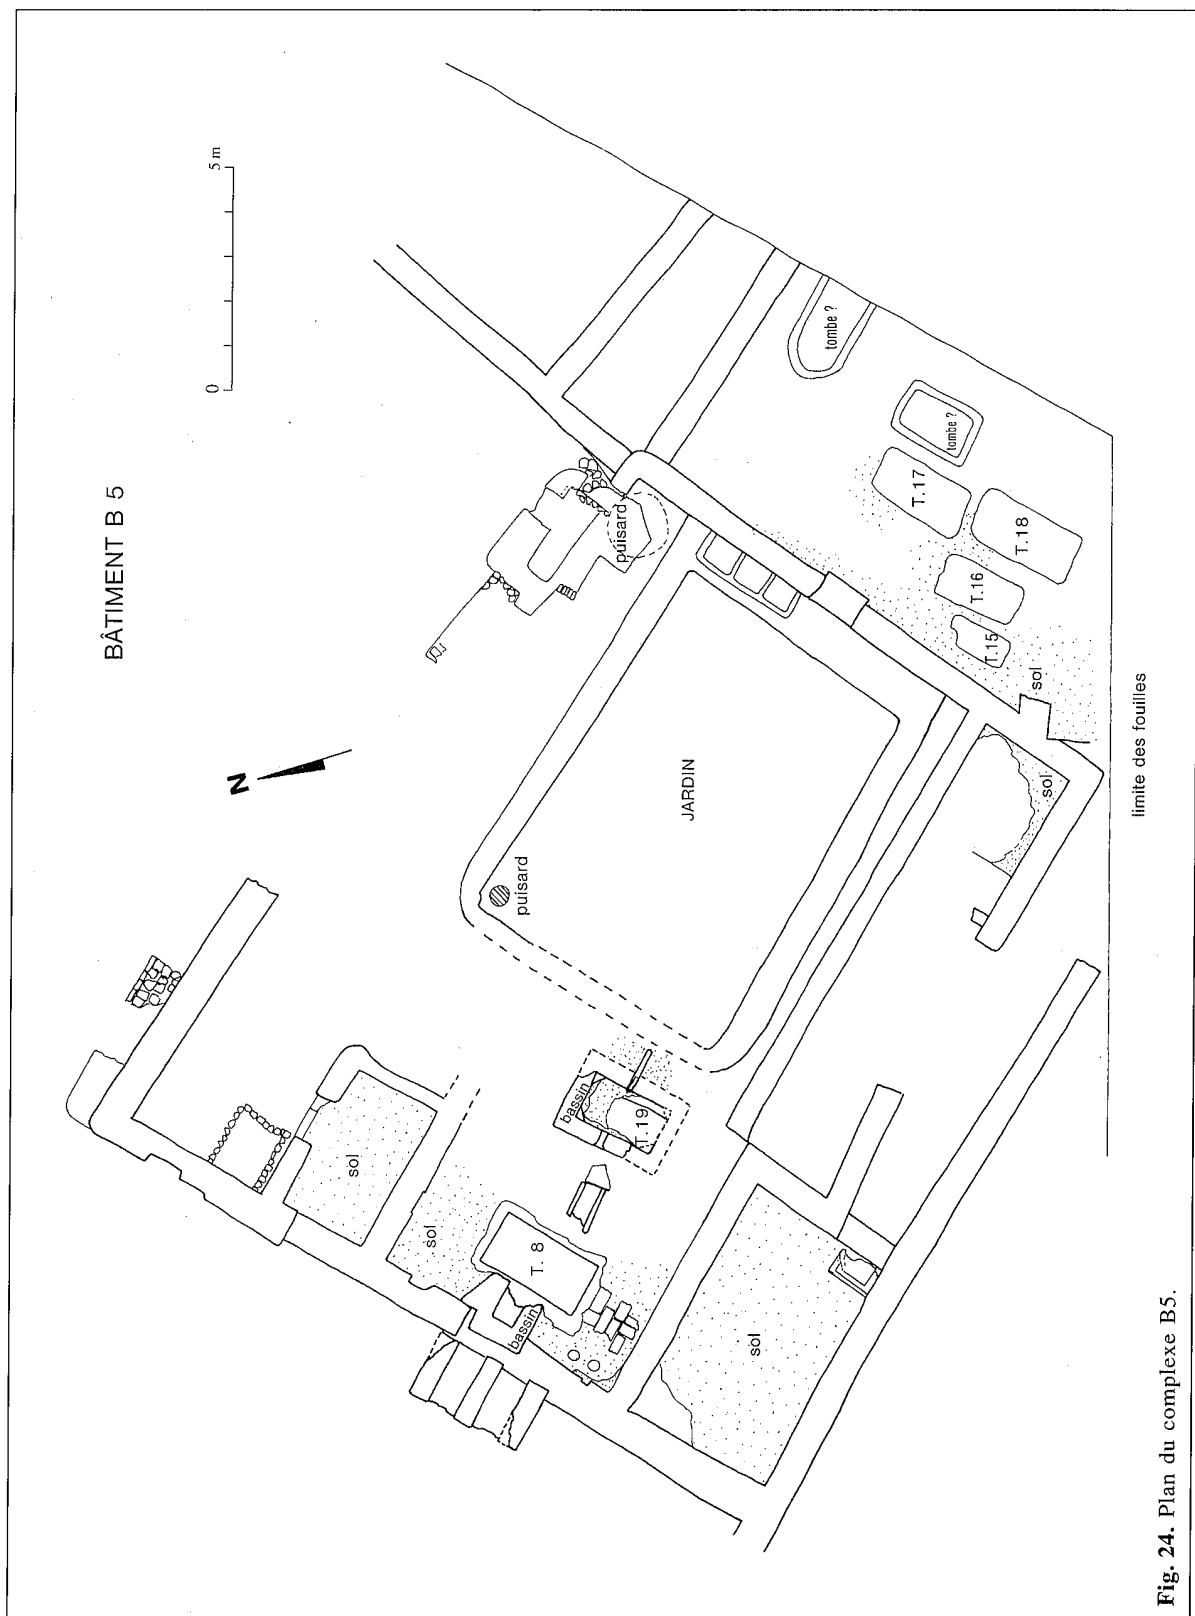 BÂTIMENT B 5
0
5 m
N
puisard
puisard
JARDIN
tombe ?
tombe ?
T.17
T.18
T.16
T.15
sol
sol
limite des fouilles
sol
sol
bassin
T.19
T. 8
bassin
sol
Fig. 24. Plan du complexe B5.